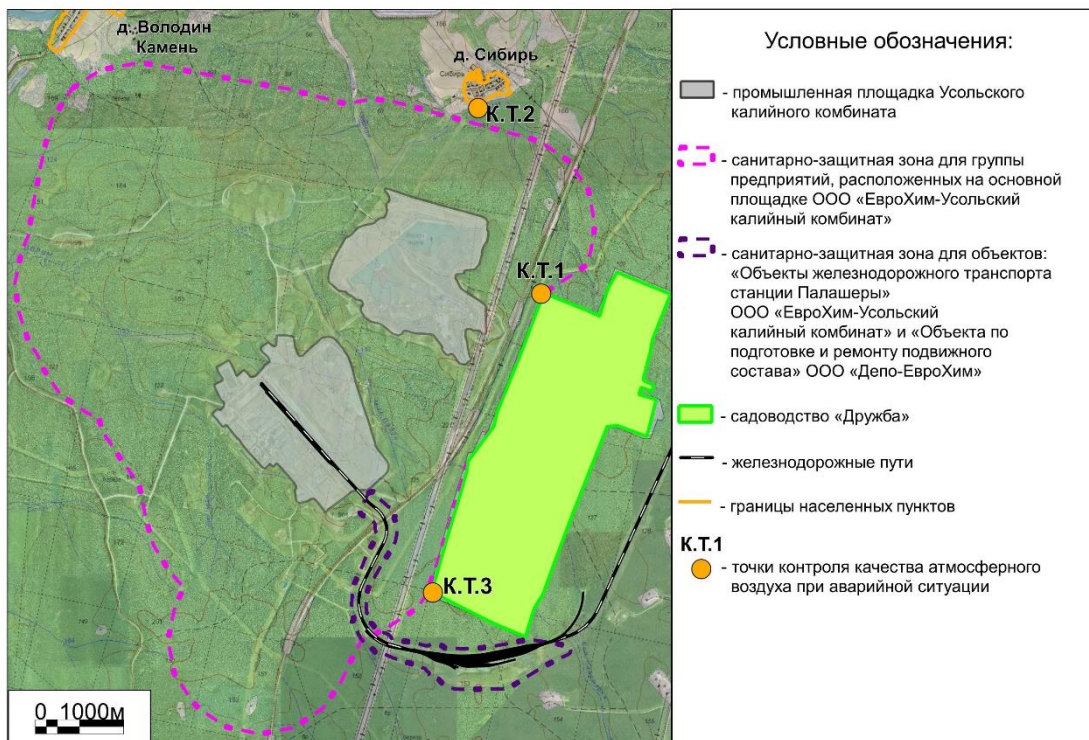 д. Володин
Камень
д. Сибирь
Сибирь
К.Т.2
К.Т.1
К.Т.3
0 1000м
Условные обозначения:
- промышленная площадка Усольского
калийного комбината
- санитарно-защитная зона для группы
предприятий, расположенных на основной
площадке ООО «ЕвроХим-Усольский
калийный комбинат»
- санитарно-защитная зона для объектов:
«Объекты железнодорожного транспорта
станции Палашеры»
ООО «ЕвроХим-Усольский
калийный комбинат» и «Объекта по
подготовке и ремонту подвижного
состава» ООО «Депо-ЕвроХим»
- садоводство «Дружба»
- железнодорожные пути
- границы населенных пунктов
К.Т.1
- точки контроля качества атмосферного
воздуха при аварийной ситуации